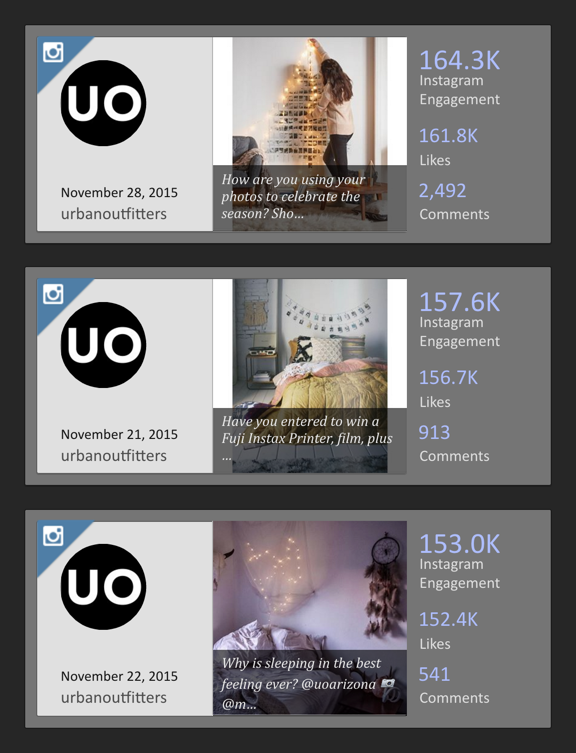 UO
November 28, 2015
urbanoutfitters
How are you using your
photos to celebrate the
season? Sho...
164.3K
Instagram
Engagement
161.8K
Likes
2,492
Comments
UO
November 21, 2015
urbanoutfitters
Have you entered to win a
Fuji Instax Printer, film, plus
...
157.6K
Instagram
Engagement
156.7K
Likes
913
Comments
UO
November 22, 2015
urbanoutfitters
Why is sleeping in the best
feeling ever? @uoarizona 📷
@m...
153.0K
Instagram
Engagement
152.4K
Likes
541
Comments